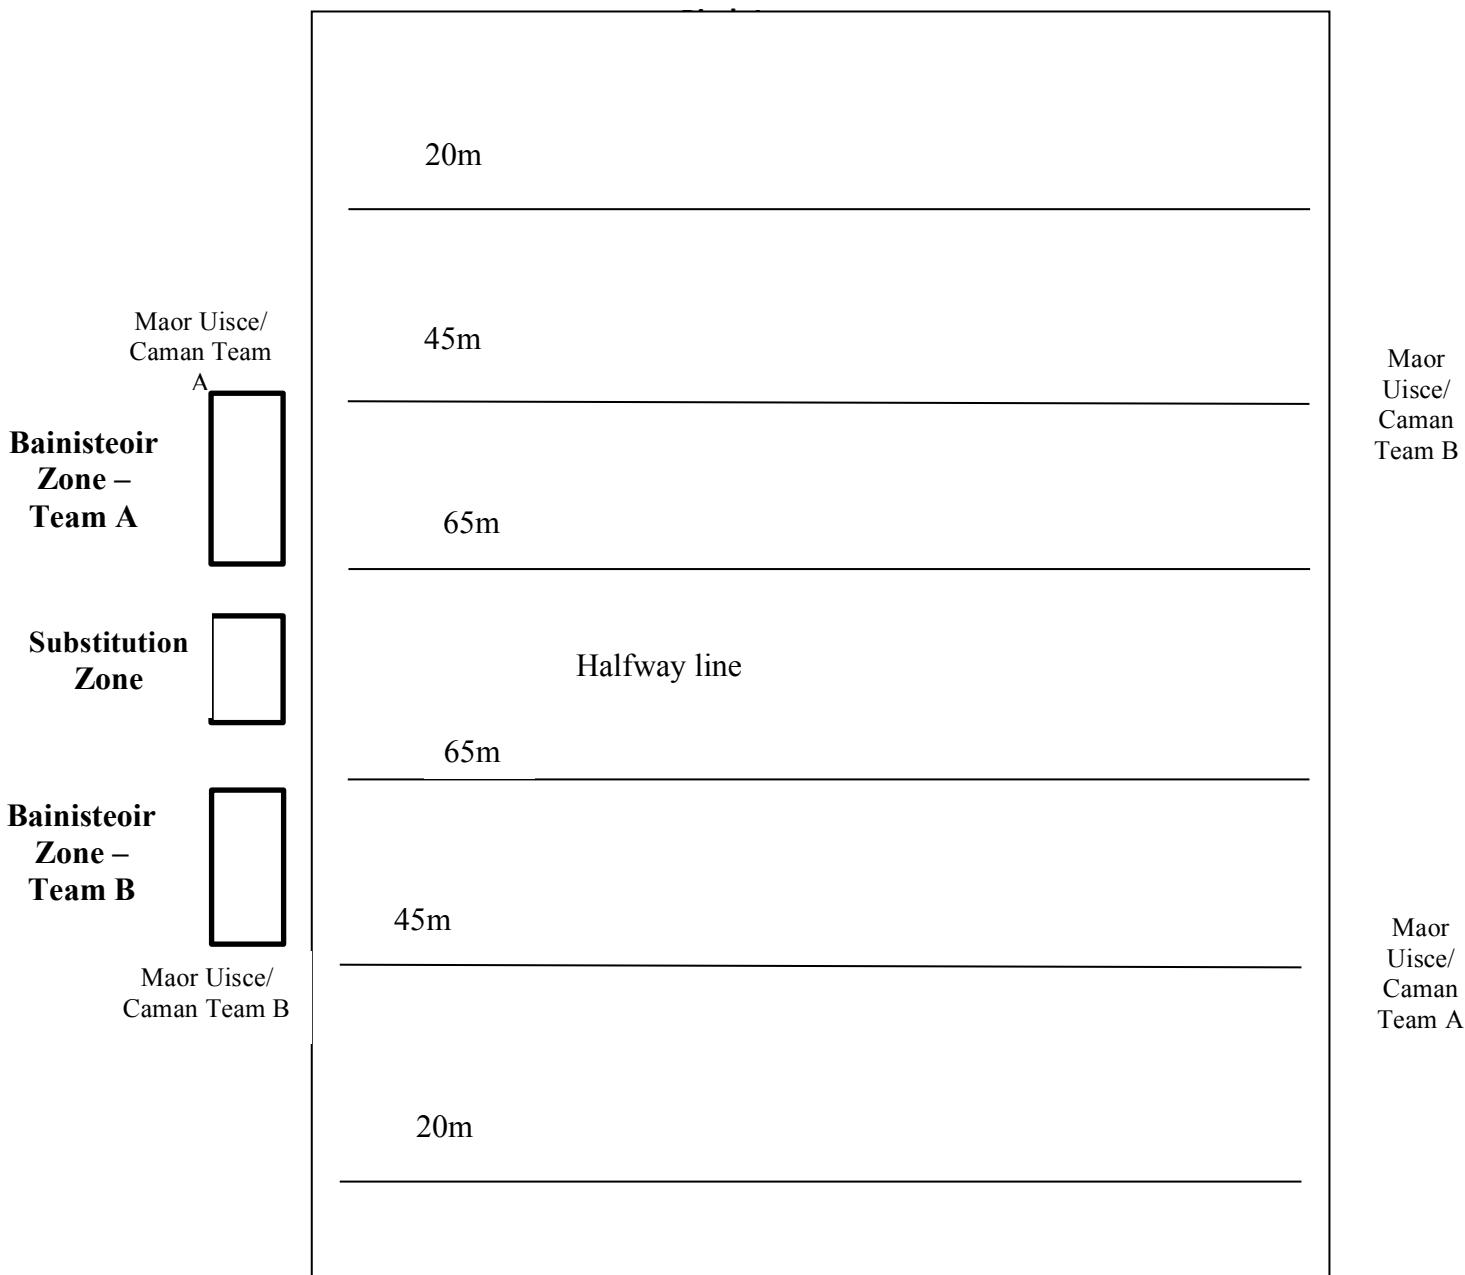 20m
Maor Uisce/
Caman Team
A
45m
Maor
Uisce/
Caman
Team B
Bainisteoir
Zone –
Team A
65m
Substitution
Zone
Halfway line
65m
Bainisteoir
Zone –
Team B
45m
Maor
Uisce/
Caman
Team A
Maor Uisce/
Caman Team B
20m